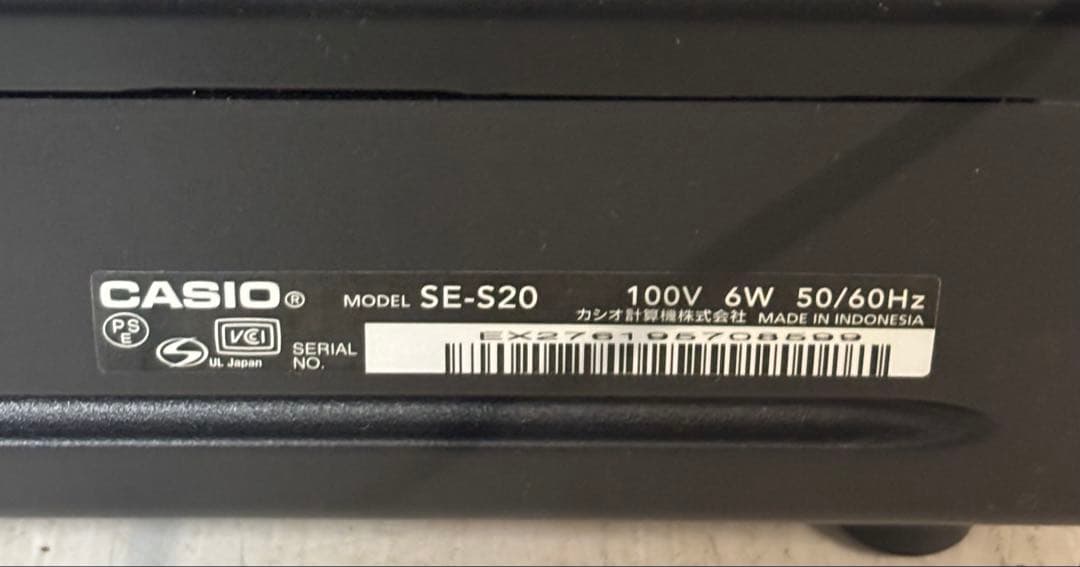 CASIO® MODEL SE-S20 100V 6W 50/60Hz
カシオ計算機株式会社 MADE IN INDONESIA
PS E VCI UL Japan
SERIAL NO. EX276195708599